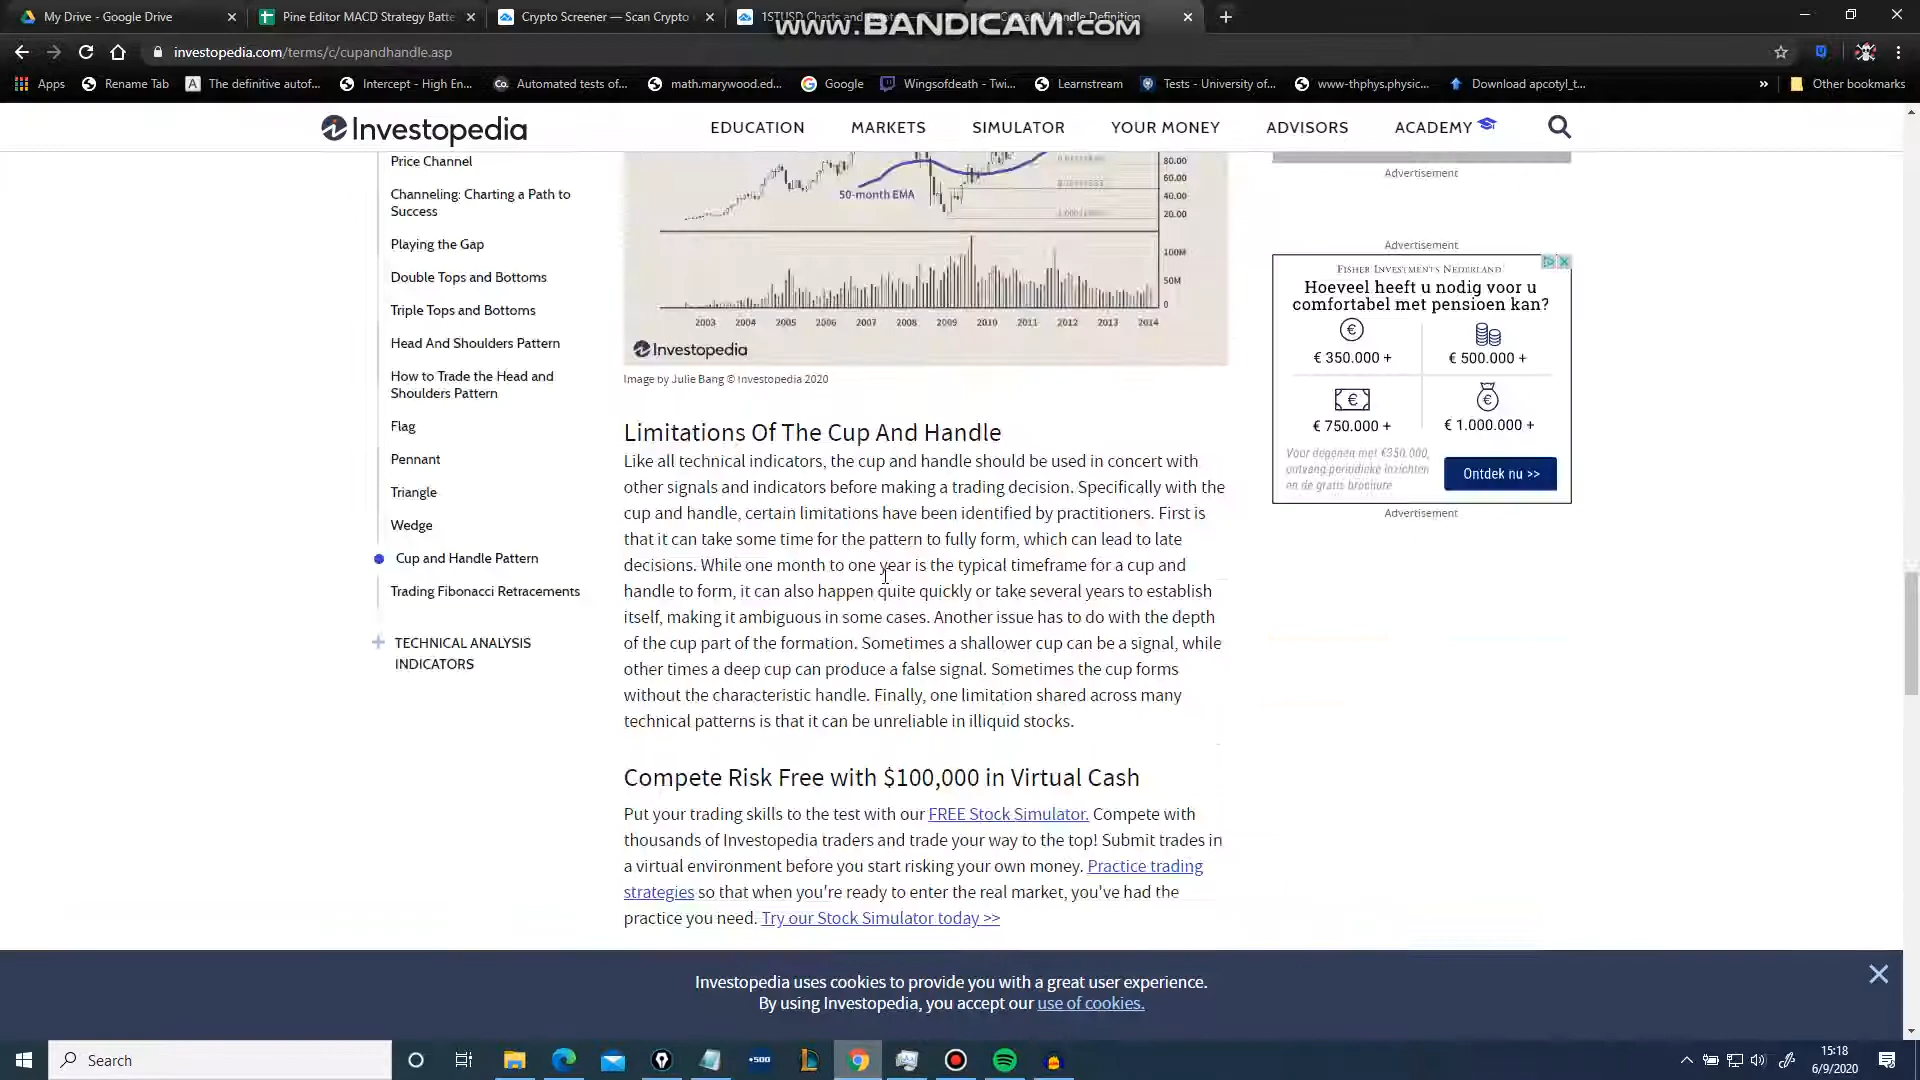 My Drive - Google Drive
Pine Editor MACD Strategy Batte
Crypto Screener — Scan Crypto
1STUSD Charts and
Cup and Handle Definition
www.BANDICAM.com
investopedia.com/terms/c/cupandhandle.asp
Apps
Rename Tab
The definitive autof...
Intercept - High En...
Automated tests of...
math.marywood.ed...
Google
Wingsofdeath - Twi...
Learnstream
Tests - University of...
www-thphys.physic...
Download apcotyl_t...
»
Other bookmarks
Investopedia
EDUCATION
MARKETS
SIMULATOR
YOUR MONEY
ADVISORS
ACADEMY
Price Channel
Channeling: Charting a Path to
Success
Playing the Gap
Double Tops and Bottoms
Triple Tops and Bottoms
Head And Shoulders Pattern
How to Trade the Head and
Shoulders Pattern
Flag
Pennant
Triangle
Wedge
Cup and Handle Pattern
Trading Fibonacci Retracements
TECHNICAL ANALYSIS
INDICATORS
50-month EMA
80.00
60.00
40.00
20.00
100M
50M
0
2003 2004 2005 2006 2007 2008 2009 2010 2011 2012 2013 2014
Investopedia
Image by Julie Bang © Investopedia 2020
Limitations Of The Cup And Handle
Like all technical indicators, the cup and handle should be used in concert with
other signals and indicators before making a trading decision. Specifically with the
cup and handle, certain limitations have been identified by practitioners. First is
that it can take some time for the pattern to fully form, which can lead to late
decisions. While one month to one year is the typical timeframe for a cup and
handle to form, it can also happen quite quickly or take several years to establish
itself, making it ambiguous in some cases. Another issue has to do with the depth
of the cup part of the formation. Sometimes a shallower cup can be a signal, while
other times a deep cup can produce a false signal. Sometimes the cup forms
without the characteristic handle. Finally, one limitation shared across many
technical patterns is that it can be unreliable in illiquid stocks.
Compete Risk Free with $100,000 in Virtual Cash
Put your trading skills to the test with our FREE Stock Simulator. Compete with
thousands of Investopedia traders and trade your way to the top! Submit trades in
a virtual environment before you start risking your own money. Practice trading
strategies so that when you're ready to enter the real market, you've had the
practice you need. Try our Stock Simulator today >>
Advertisement
Advertisement
FISHER INVESTMENTS NEDERLAND
Hoeveel heeft u nodig voor u
comfortabel met pensioen kan?
€ 350.000 +
€ 500.000 +
€ 750.000 +
€ 1.000.000 +
Voor degenen met €350.000,
ontvang periodieke inzichten
en de gratis brochure
Ontdek nu >>
Advertisement
Investopedia uses cookies to provide you with a great user experience.
By using Investopedia, you accept our use of cookies.
Search
+500
15:18
6/9/2020